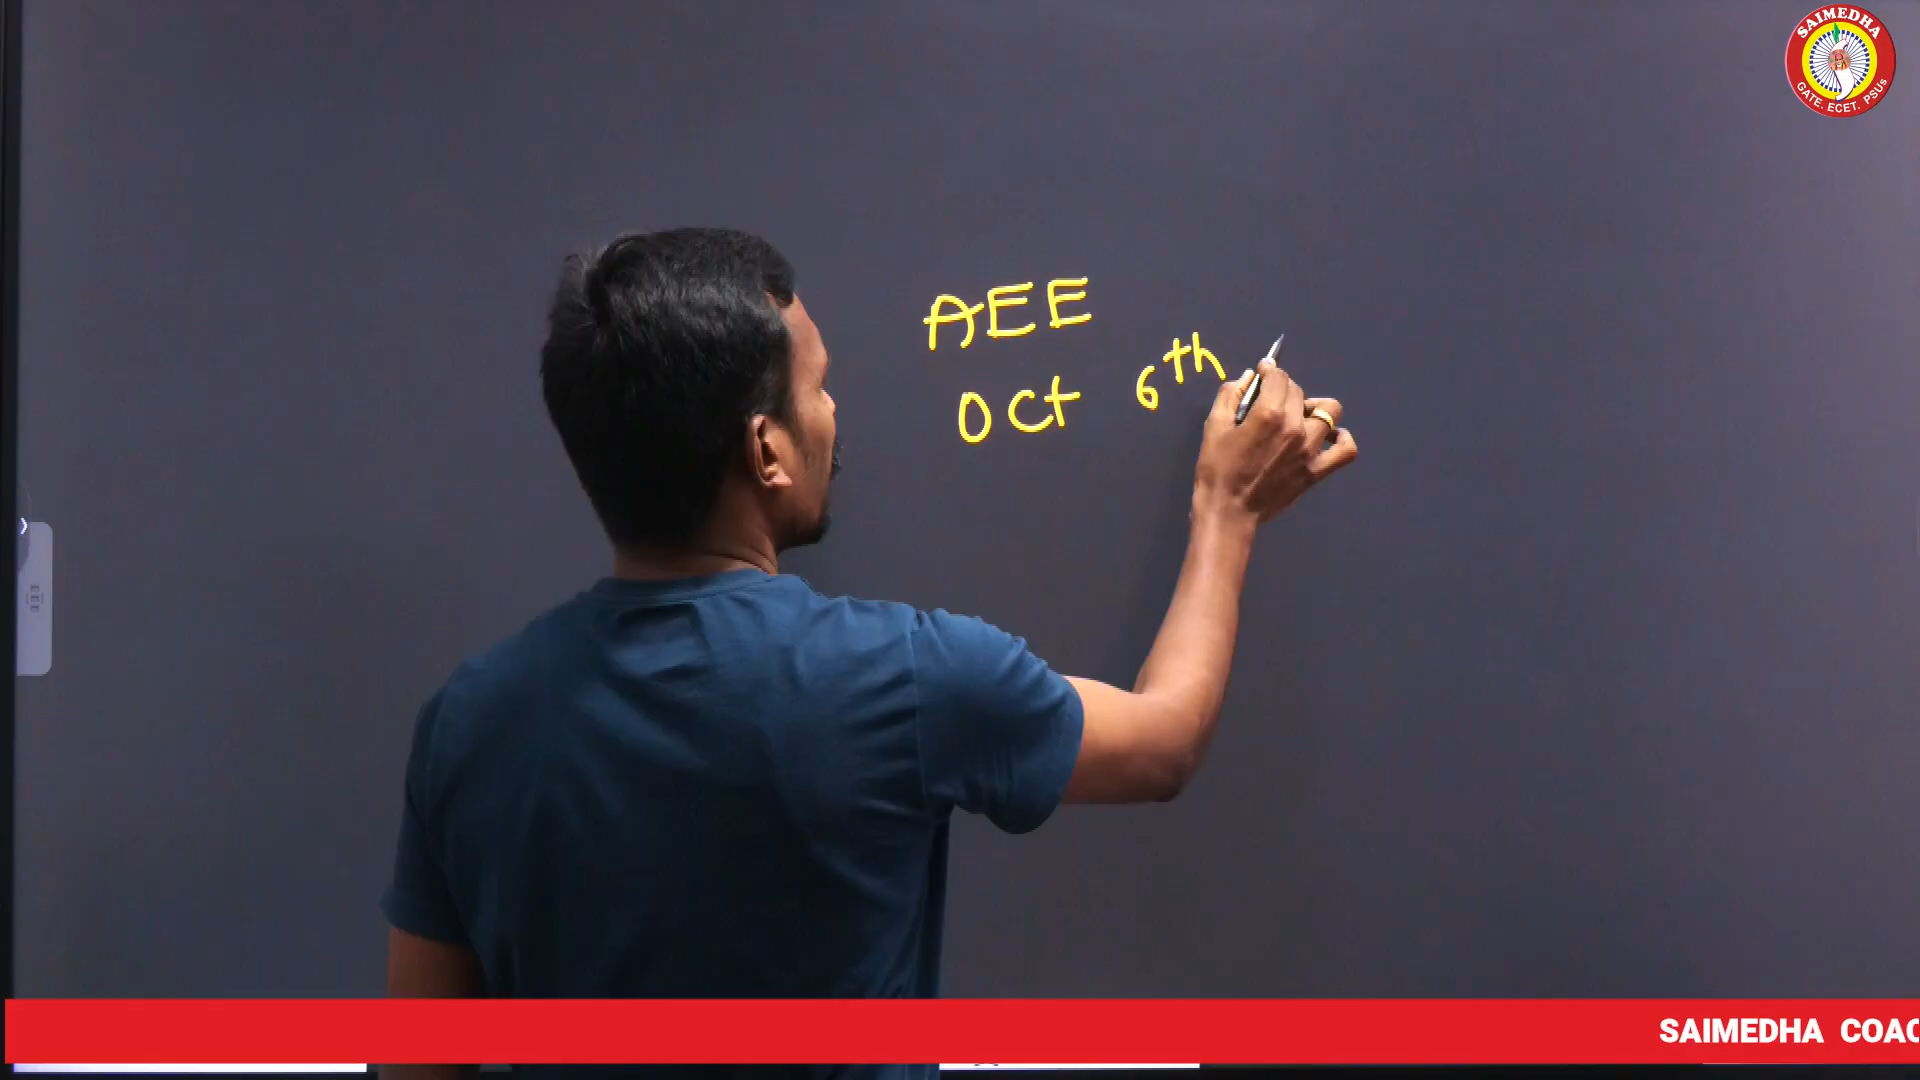 SAIMEDHA
GATE. ECET. PSUs
AEE
Oct 6th
SAIMEDHA COAC